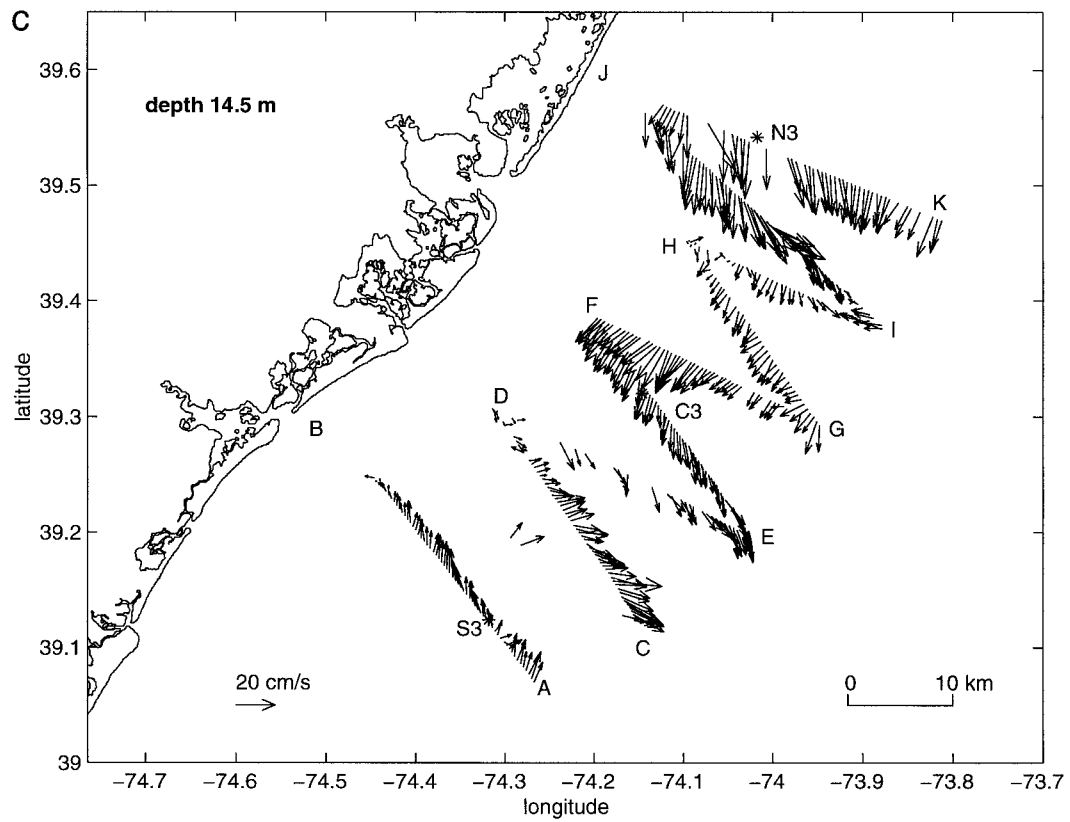 C
39.6
39.5
39.4
39.3
39.2
39.1
39
latitude
depth 14.5 m
J
N3
K
H
I
F
D
C3
G
B
E
S3
C
A
20 cm/s
0 10 km
−74.7 −74.6 −74.5 −74.4 −74.3 −74.2 −74.1 −74 −73.9 −73.8 −73.7
longitude